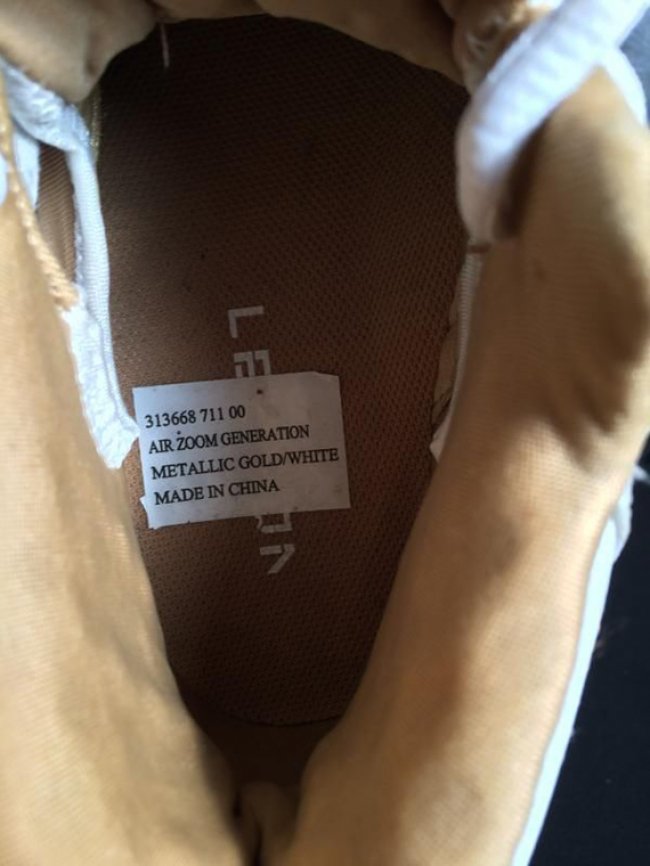 313668 711 00
AIR ZOOM GENERATION
METALLIC GOLD/WHITE
MADE IN CHINA